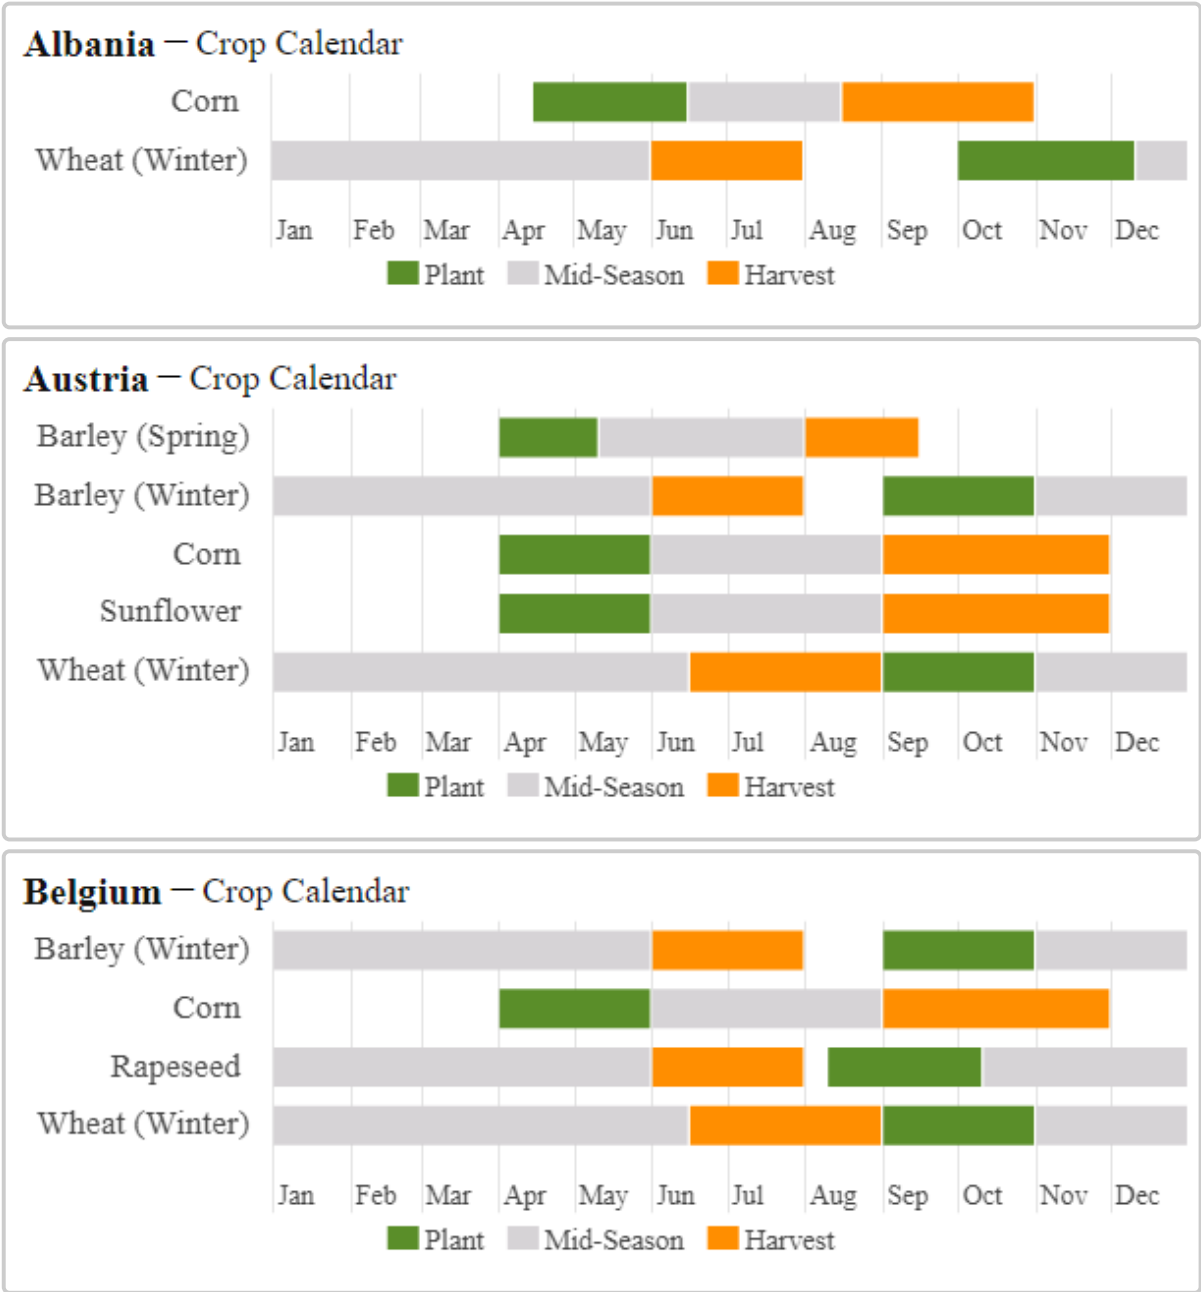 Albania – Crop Calendar
Corn
Wheat (Winter)
Jan Feb Mar Apr May Jun Jul Aug Sep Oct Nov Dec
Plant Mid-Season Harvest
Austria – Crop Calendar
Barley (Spring)
Barley (Winter)
Corn
Sunflower
Wheat (Winter)
Jan Feb Mar Apr May Jun Jul Aug Sep Oct Nov Dec
Plant Mid-Season Harvest
Belgium – Crop Calendar
Barley (Winter)
Corn
Rapeseed
Wheat (Winter)
Jan Feb Mar Apr May Jun Jul Aug Sep Oct Nov Dec
Plant Mid-Season Harvest